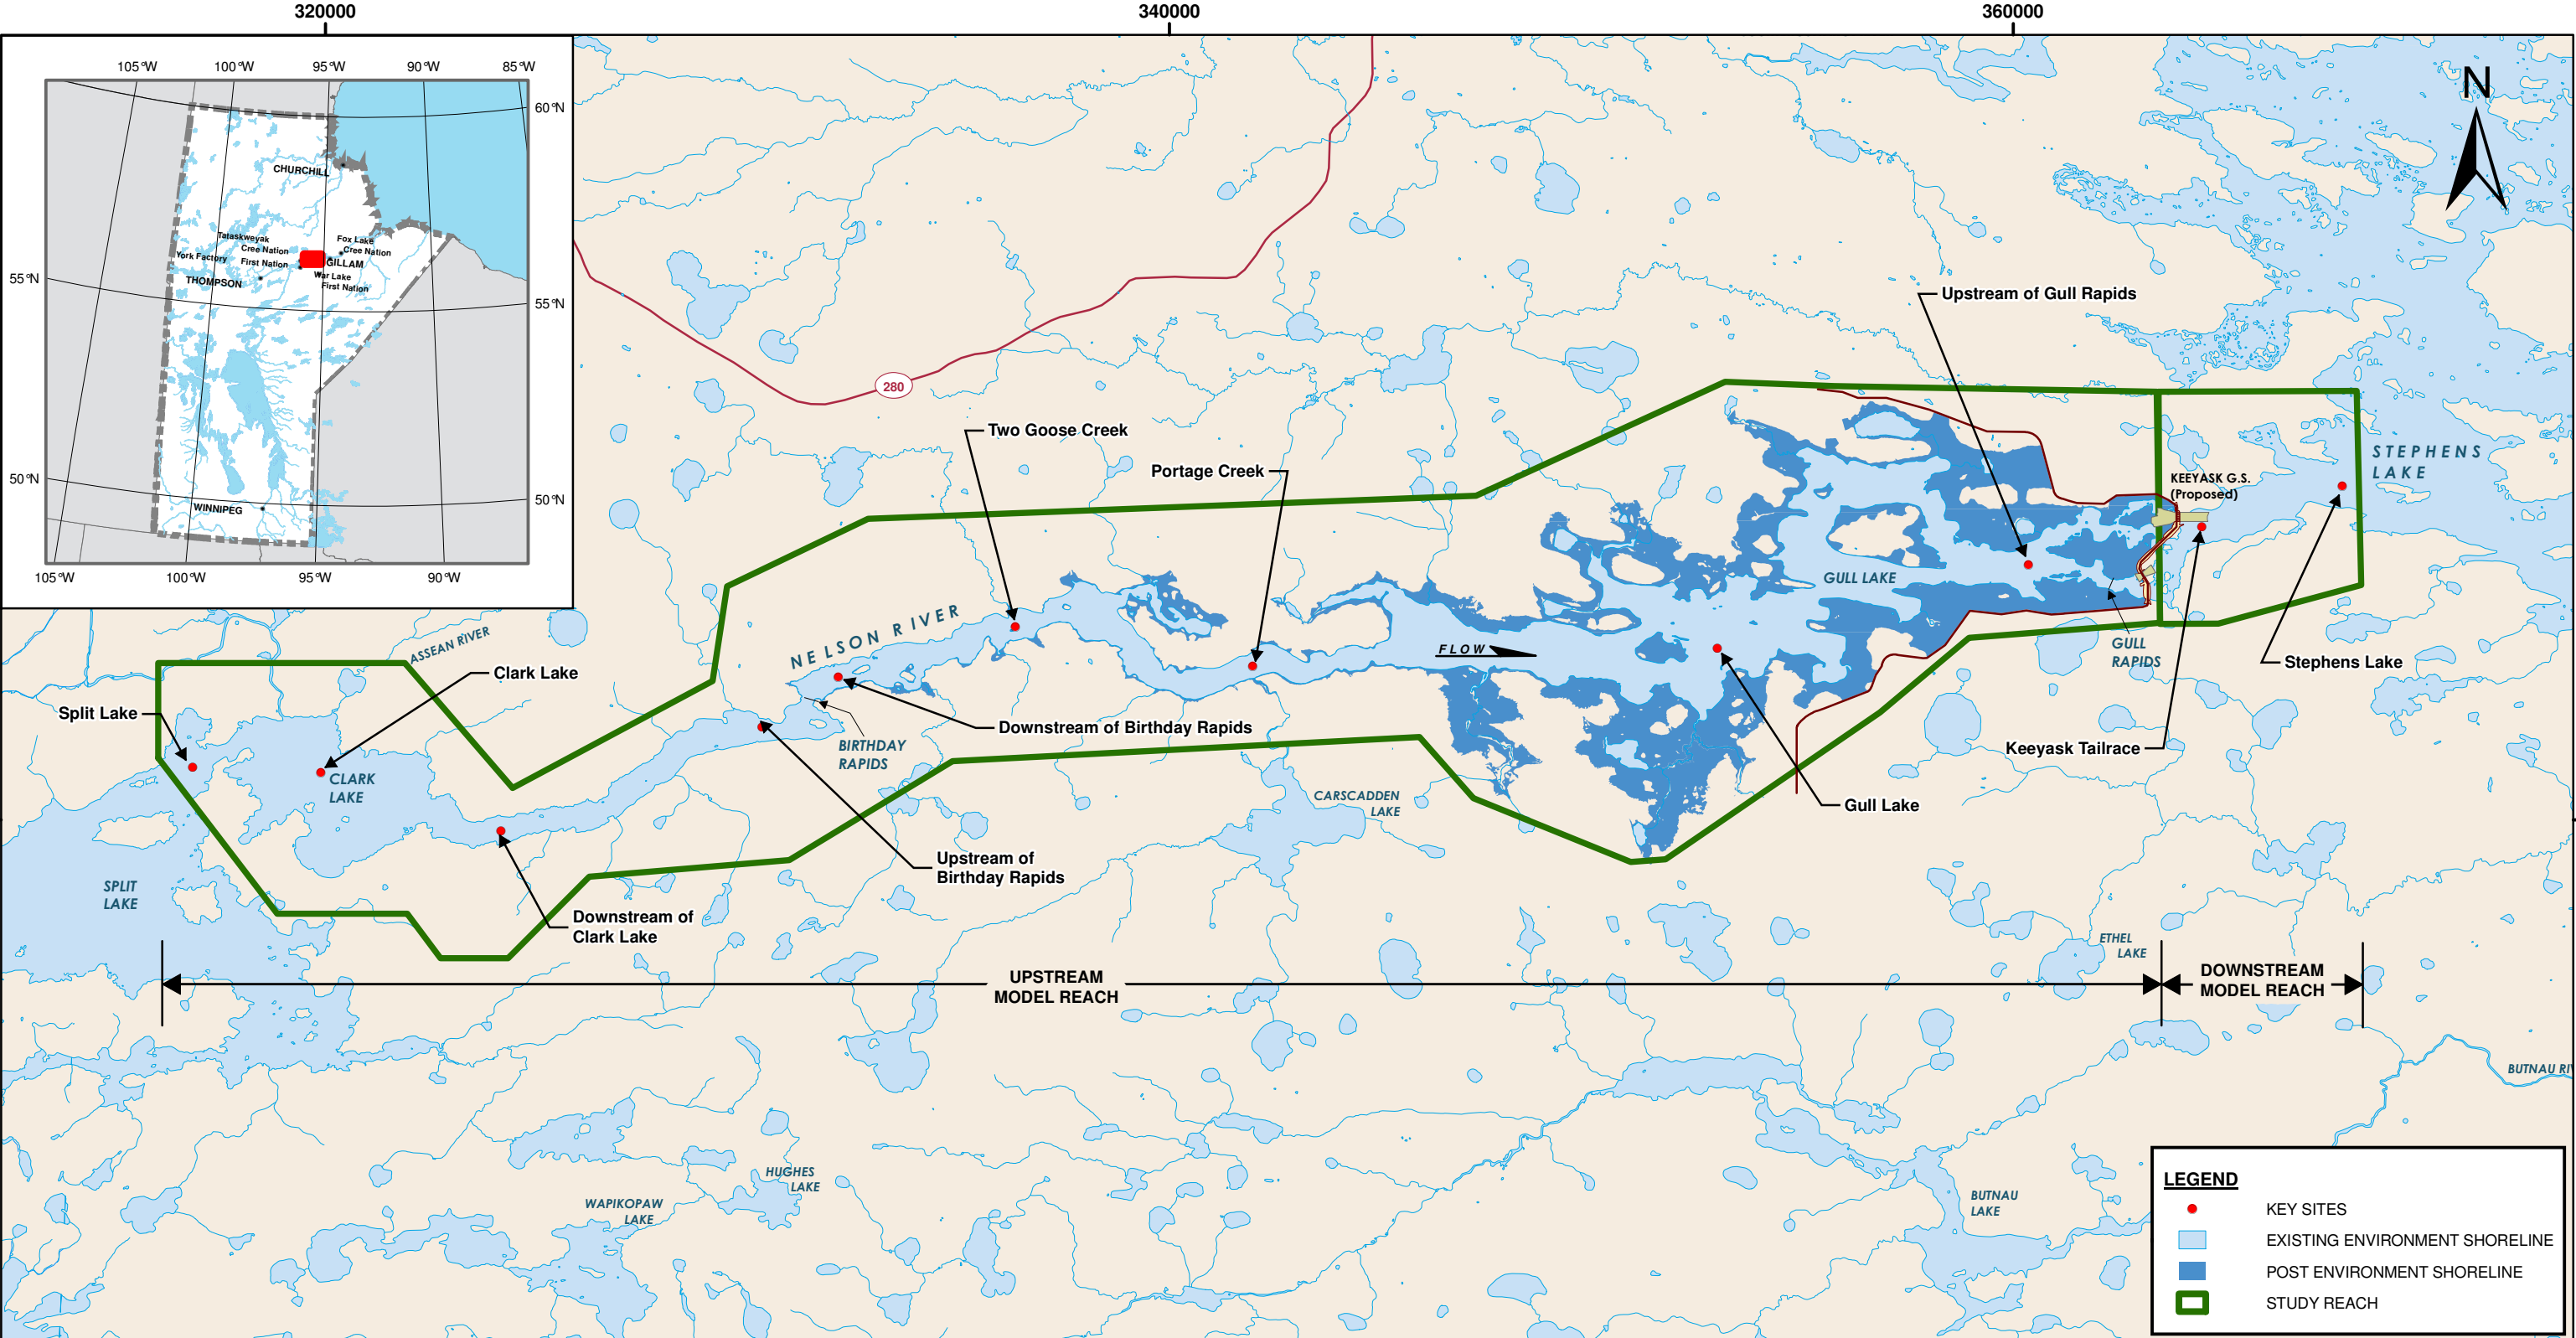 320000
340000
360000
105°W
100°W
95°W
90°W
85°W
60°N
CHURCHILL
Tataskweyak
Cree Nation
Fox Lake
Cree Nation
York Factory
First Nation
GILLAM
War Lake
First Nation
THOMPSON
55°N
55°N
50°N
50°N
WINNIPEG
105°W
100°W
95°W
90°W
N
280
Upstream of Gull Rapids
Two Goose Creek
Portage Creek
STEPHENS
LAKE
KEEYASK G.S.
(Proposed)
GULL LAKE
NELSON RIVER
ASSEAN RIVER
FLOW
GULL
RAPIDS
Stephens Lake
Clark Lake
Split Lake
Downstream of Birthday Rapids
BIRTHDAY
RAPIDS
Keeyask Tailrace
CLARK
LAKE
CARSCADDEN
LAKE
Gull Lake
Upstream of
Birthday Rapids
SPLIT
LAKE
Downstream of
Clark Lake
ETHEL
LAKE
UPSTREAM
MODEL REACH
DOWNSTREAM
MODEL REACH
BUTNAU RI
HUGHES
LAKE
WAPIKOPAW
LAKE
BUTNAU
LAKE
LEGEND
KEY SITES
EXISTING ENVIRONMENT SHORELINE
POST ENVIRONMENT SHORELINE
STUDY REACH